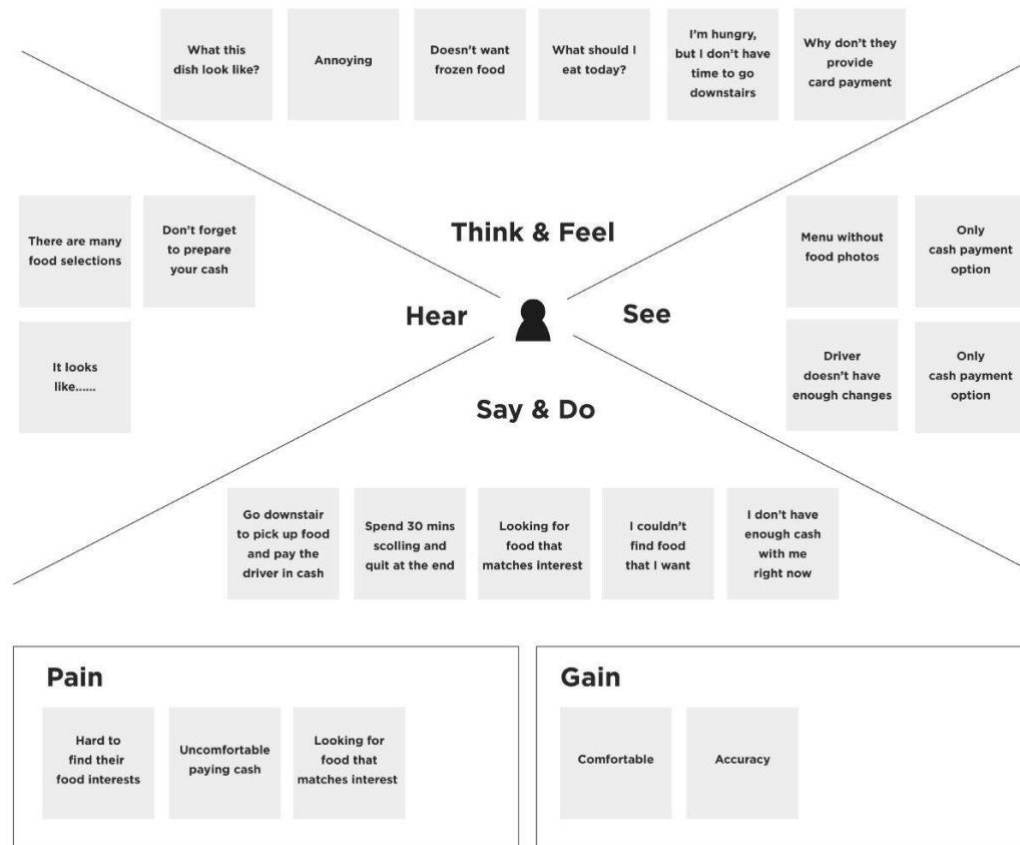 What this
dish look like?
Annoying
Doesn't want
frozen food
What should I
eat today?
I'm hungry,
but I don't have
time to go
downstairs
Why don't they
provide
card payment
Think & Feel
There are many
food selections
Don't forget
to prepare
your cash
It looks
like......
Hear
See
Menu without
food photos
Only
cash payment
option
Driver
doesn't have
enough changes
Only
cash payment
option
Say & Do
Go downstair
to pick up food
and pay the
driver in cash
Spend 30 mins
scolling and
quit at the end
Looking for
food that
matches interest
I couldn't
find food
that I want
I don't have
enough cash
with me
right now
Pain
Hard to
find their
food interests
Uncomfortable
paying cash
Looking for
food that
matches interest
Gain
Comfortable
Accuracy